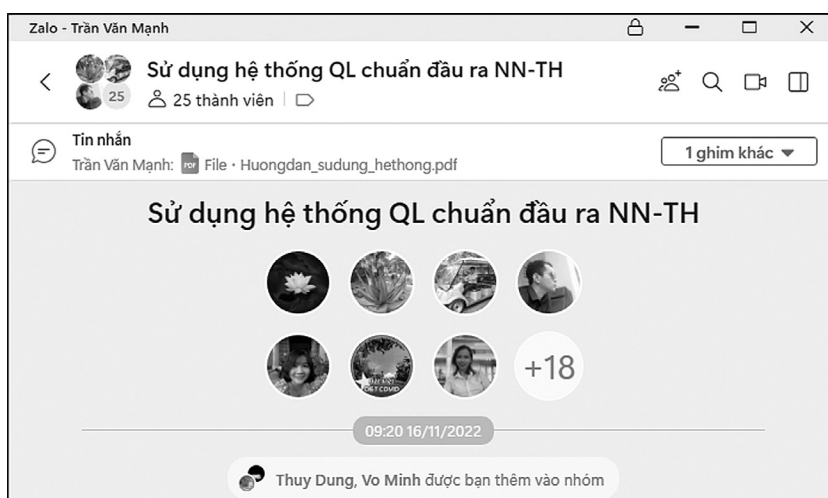 Zalo - Trần Văn Mạnh
Sử dụng hệ thống QL chuẩn đầu ra NN-TH
25
25 thành viên
Tin nhắn
Trần Văn Mạnh: PDF File • Huongdan_sudung_hethong.pdf
1 ghim khác
Sử dụng hệ thống QL chuẩn đầu ra NN-TH
+18
09:20 16/11/2022
Thuy Dung, Vo Minh được bạn thêm vào nhóm